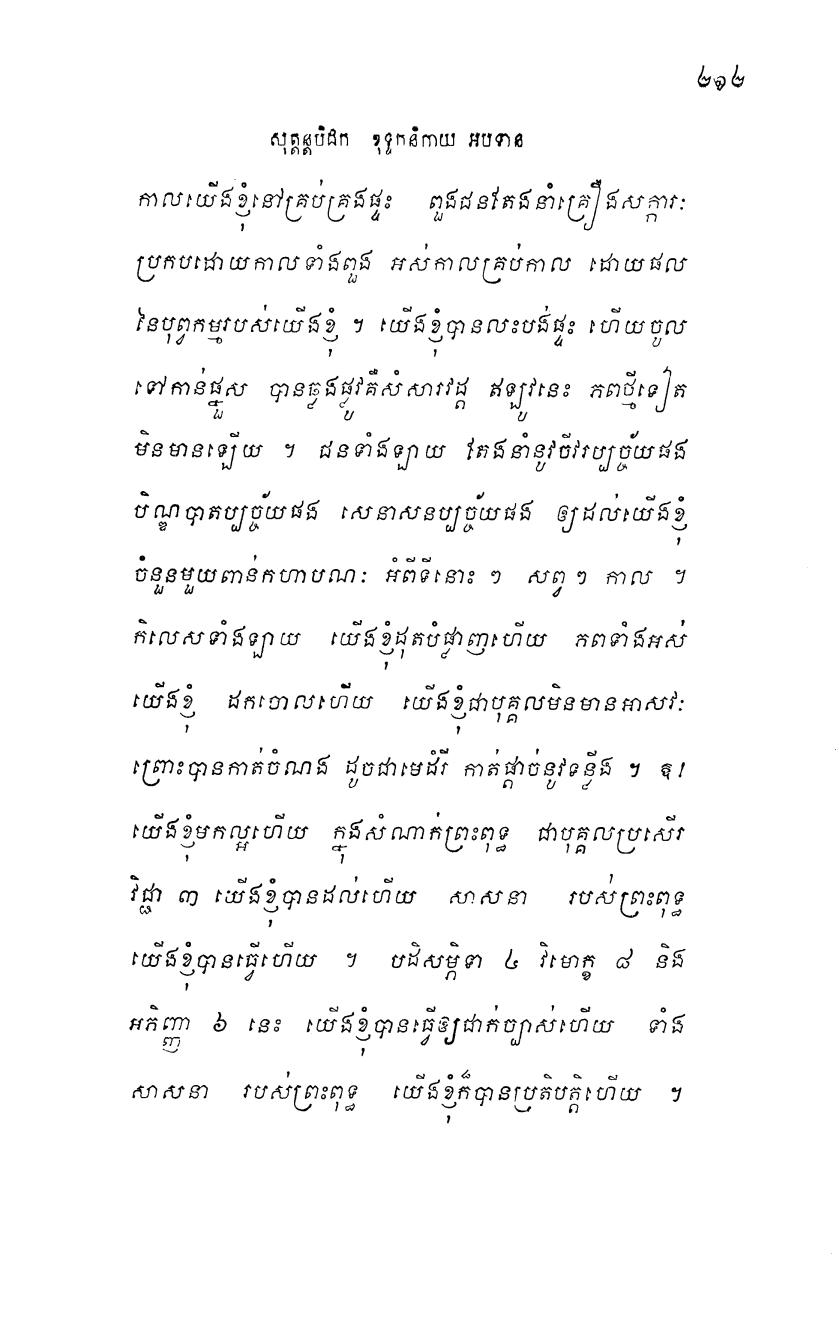 ២១២
សុត្តន្តបិដក ខុទ្ទកនិកាយ អបទាន
កាលយើងខ្ញុំនៅគ្រប់គ្រងផ្ទះ ពួងជនតែងនាំគ្រឿងសក្ការៈ
ប្រកបដោយកាលទាំងពួង អស់កាលគ្រប់កាល ដោយផល
នៃបុព្វកម្មរបស់យើងខ្ញុំ ។ យើងខ្ញុំបានលះបង់ផ្ទះ ហើយចូល
ទៅកាន់ផ្នួស បានឆ្លងផ្លូវគឺសំសារវដ្ត ឥឡូវនេះ ភពថ្មីទៀត
មិនមានឡើយ ។ ជនទាំងឡាយ តែងនាំនូវចីវរប្បច្ច័យផង
បិណ្ឌបាតប្បច្ច័យផង សេនាសនប្បច្ច័យផង ឲ្យដល់យើងខ្ញុំ
ចំនួនមួយពាន់កហាបណៈ អំពីទីនោះ ៗ សព្វ ៗ កាល ។
កិលេសទាំងឡាយ យើងខ្ញុំដុតបំផ្លាញហើយ ភពទាំងអស់
យើងខ្ញុំ ដកចោលហើយ យើងខ្ញុំជាបុគ្គលមិនមានអាសវៈ
ព្រោះបានកាត់ចំណង ដូចជាមេដំរី កាត់ផ្តាច់នូវទន្លីង ។ ឱ!
យើងខ្ញុំមកល្អហើយ ក្នុងសំណាក់ព្រះពុទ្ធ ជាបុគ្គលប្រសើរ
វិជ្ជា ៣ យើងខ្ញុំបានដល់ហើយ សាសនា របស់ព្រះពុទ្ធ
យើងខ្ញុំបានធ្វើហើយ ។ បដិសម្ភិទា ៤ វិមោក្ខ ៨ និង
អភិញ្ញា ៦ នេះ យើងខ្ញុំបានធ្វើឱ្យជាក់ច្បាស់ហើយ ទាំង
សាសនា របស់ព្រះពុទ្ធ យើងខ្ញុំក៏បានប្រតិបត្តិហើយ ។